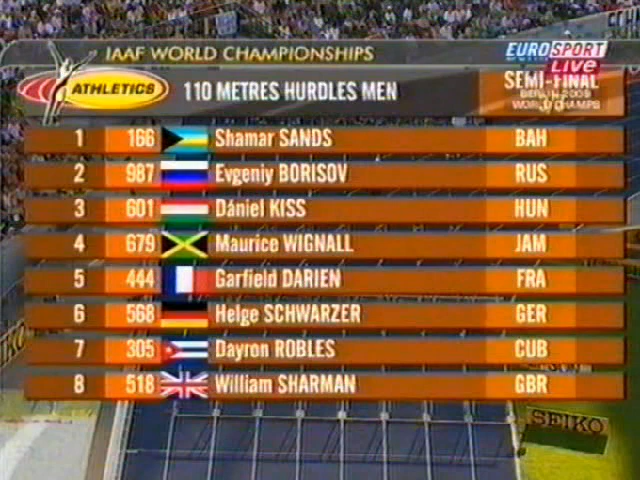 IAAF WORLD CHAMPIONSHIPS
EUROSPORT
LIVE
ATHLETICS
110 METRES HURDLES MEN
SEMI-FINAL
BERLIN 2009
WORLD CHAMPS
1 166 Shamar SANDS BAH
2 987 Evgeniy BORISOV RUS
3 601 Dániel KISS HUN
4 679 Maurice WIGNALL JAM
5 444 Garfield DARIEN FRA
6 568 Helge SCHWARZER GER
7 305 Dayron ROBLES CUB
8 518 William SHARMAN GBR
SEIKO